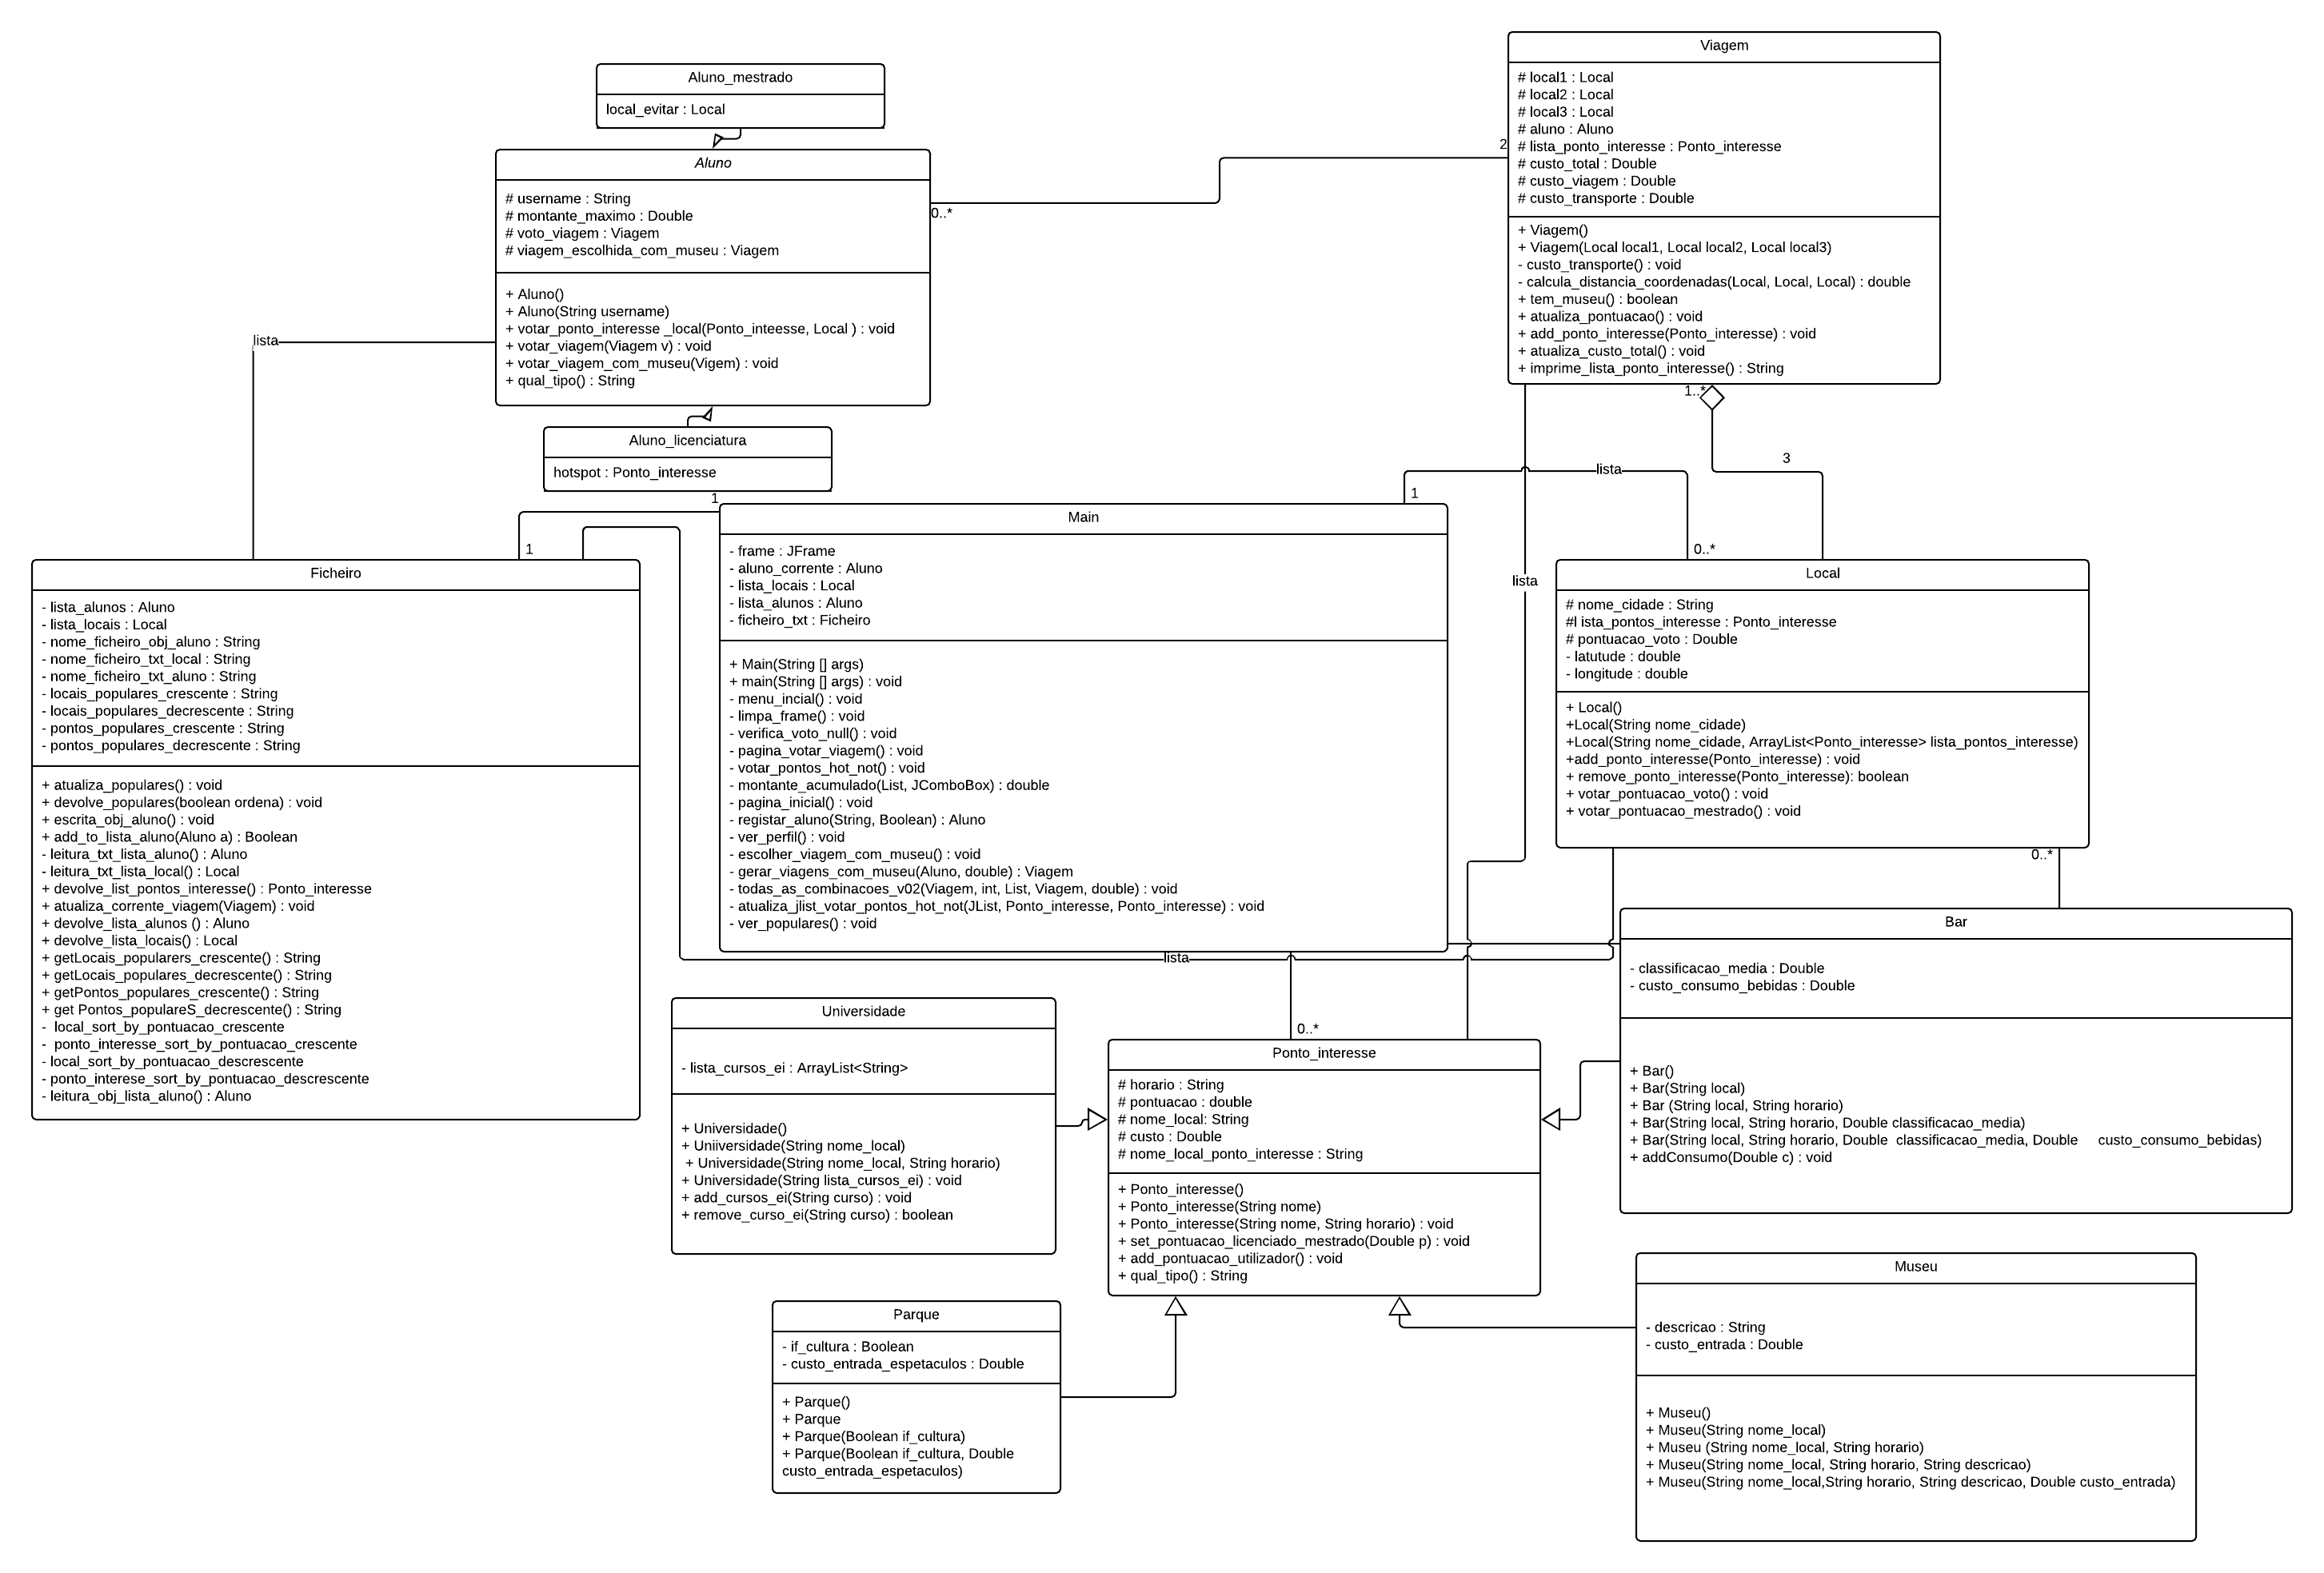 Aluno_mestrado
local_evitar : Local
Aluno
# username : String
# montante_maximo : Double
# voto_viagem : Viagem
# viagem_escolhida_com_museu : Viagem
+ Aluno()
+ Aluno(String username)
+ votar_ponto_interesse _local(Ponto_inteesse, Local ) : void
+ votar_viagem(Viagem v) : void
+ votar_viagem_com_museu(Vigem) : void
+ qual_tipo() : String
0..*
2
Viagem
# local1 : Local
# local2 : Local
# local3 : Local
# aluno : Aluno
# lista_ponto_interesse : Ponto_interesse
# custo_total : Double
# custo_viagem : Double
# custo_transporte : Double
+ Viagem()
+ Viagem(Local local1, Local local2, Local local3)
- custo_transporte() : void
- calcula_distancia_coordenadas(Local, Local, Local) : double
+ tem_museu() : boolean
+ atualiza_pontuacao() : void
+ add_ponto_interesse(Ponto_interesse) : void
+ atualiza_custo_total() : void
+ imprime_lista_ponto_interesse() : String
1..*
3
lista
Aluno_licenciatura
hotspot : Ponto_interesse
1
1
lista
1
0..*
lista
Ficheiro
- lista_alunos : Aluno
- lista_locais : Local
- nome_ficheiro_obj_aluno : String
- nome_ficheiro_txt_local : String
- nome_ficheiro_txt_aluno : String
- locais_populares_crescente : String
- locais_populares_decrescente : String
- pontos_populares_crescente : String
- pontos_populares_decrescente : String
+ atualiza_populares() : void
+ devolve_populares(boolean ordena) : void
+ escrita_obj_aluno() : void
+ add_to_lista_aluno(Aluno a) : Boolean
- leitura_txt_lista_aluno() : Aluno
- leitura_txt_lista_local() : Local
+ devolve_list_pontos_interesse() : Ponto_interesse
+ atualiza_corrente_viagem(Viagem) : void
+ devolve_lista_alunos () : Aluno
+ devolve_lista_locais() : Local
+ getLocais_popularers_crescente() : String
+ getLocais_populares_decrescente() : String
+ getPontos_populares_crescente() : String
+ get Pontos_populareS_decrescente() : String
-  local_sort_by_pontuacao_crescente
-  ponto_interesse_sort_by_pontuacao_crescente
- local_sort_by_pontuacao_descrescente
- ponto_interese_sort_by_pontuacao_descrescente
- leitura_obj_lista_aluno() : Aluno
Main
- frame : JFrame
- aluno_corrente : Aluno
- lista_locais : Local
- lista_alunos : Aluno
- ficheiro_txt : Ficheiro
+ Main(String [] args)
+ main(String [] args) : void
- menu_incial() : void
- limpa_frame() : void
- verifica_voto_null() : void
- pagina_votar_viagem() : void
- votar_pontos_hot_not() : void
- montante_acumulado(List, JComboBox) : double
- pagina_inicial() : void
- registar_aluno(String, Boolean) : Aluno
- ver_perfil() : void
- escolher_viagem_com_museu() : void
- gerar_viagens_com_museu(Aluno, double) : Viagem
- todas_as_combinacoes_v02(Viagem, int, List, Viagem, double) : void
- atualiza_jlist_votar_pontos_hot_not(JList, Ponto_interesse, Ponto_interesse) : void
- ver_populares() : void
lista
Local
# nome_cidade : String
#l ista_pontos_interesse : Ponto_interesse
# pontuacao_voto : Double
- latutude : double
- longitude : double
+ Local()
+Local(String nome_cidade)
+Local(String nome_cidade, ArrayList<Ponto_interesse> lista_pontos_interesse)
+add_ponto_interesse(Ponto_interesse) : void
+ remove_ponto_interesse(Ponto_interesse): boolean
+ votar_pontuacao_voto() : void
+ votar_pontuacao_mestrado() : void
0..*
Bar
- classificacao_media : Double
- custo_consumo_bebidas : Double
+ Bar()
+ Bar(String local)
+ Bar (String local, String horario)
+ Bar(String local, String horario, Double classificacao_media)
+ Bar(String local, String horario, Double  classificacao_media, Double     custo_consumo_bebidas)
+ addConsumo(Double c) : void
Universidade
- lista_cursos_ei : ArrayList<String>
+ Universidade()
+ Uniiversidade(String nome_local)
+ Universidade(String nome_local, String horario)
+ Universidade(String lista_cursos_ei) : void
+ add_cursos_ei(String curso) : void
+ remove_curso_ei(String curso) : boolean
0..*
Ponto_interesse
# horario : String
# pontuacao : double
# nome_local: String
# custo : Double
# nome_local_ponto_interesse : String
+ Ponto_interesse()
+ Ponto_interesse(String nome)
+ Ponto_interesse(String nome, String horario) : void
+ set_pontuacao_licenciado_mestrado(Double p) : void
+ add_pontuacao_utilizador() : void
+ qual_tipo() : String
Parque
- if_cultura : Boolean
- custo_entrada_espetaculos : Double
+ Parque()
+ Parque
+ Parque(Boolean if_cultura)
+ Parque(Boolean if_cultura, Double
custo_entrada_espetaculos)
Museu
- descricao : String
- custo_entrada : Double
+ Museu()
+ Museu(String nome_local)
+ Museu (String nome_local, String horario)
+ Museu(String nome_local, String horario, String descricao)
+ Museu(String nome_local,String horario, String descricao, Double custo_entrada)